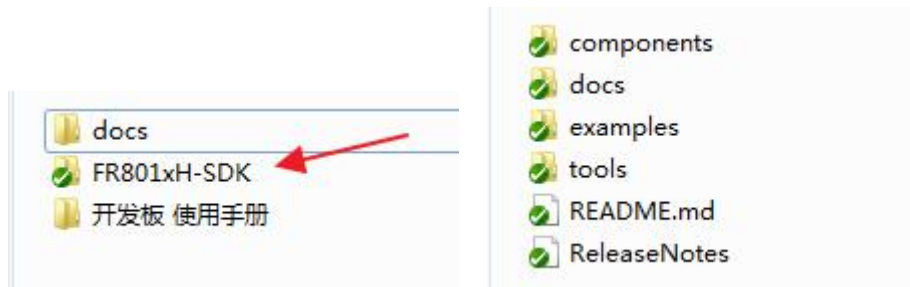 docs
FR801xH-SDK
开发板 使用手册
components
docs
examples
tools
README.md
ReleaseNotes